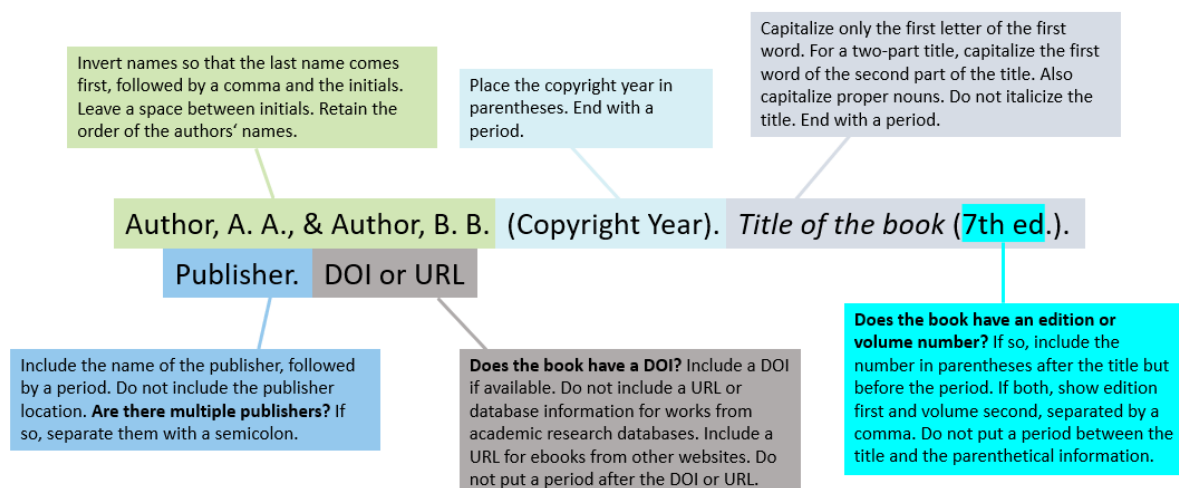 Invert names so that the last name comes
first, followed by a comma and the initials.
Leave a space between initials. Retain the
order of the authors‘ names.
Place the copyright year in
parentheses. End with a
period.
Capitalize only the first letter of the first
word. For a two-part title, capitalize the first
word of the second part of the title. Also
capitalize proper nouns. Do not italicize the
title. End with a period.
Author, A. A., & Author, B. B. (Copyright Year). Title of the book (7th ed.).
Publisher. DOI or URL
Include the name of the publisher, followed
by a period. Do not include the publisher
location. Are there multiple publishers? If
so, separate them with a semicolon.
Does the book have a DOI? Include a DOI
if available. Do not include a URL or
database information for works from
academic research databases. Include a
URL for ebooks from other websites. Do
not put a period after the DOI or URL.
Does the book have an edition or
volume number? If so, include the
number in parentheses after the title but
before the period. If both, show edition
first and volume second, separated by a
comma. Do not put a period between the
title and the parenthetical information.